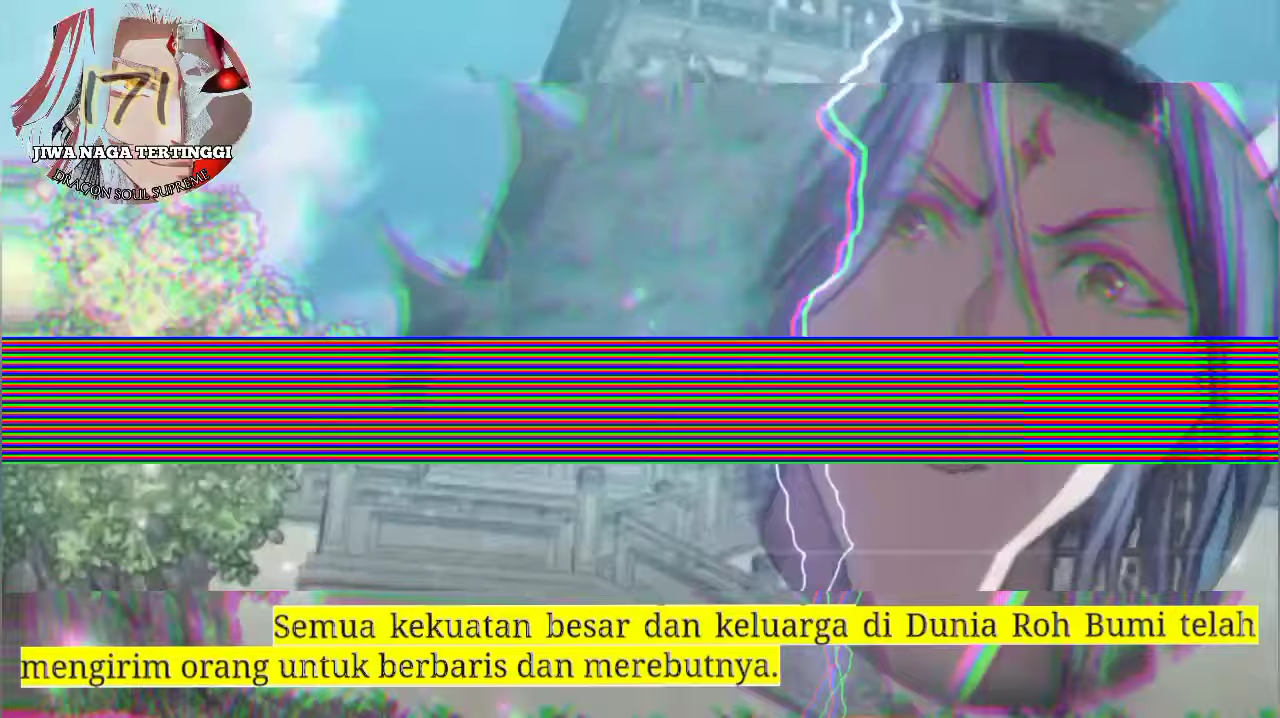 171
JIWA NAGA TERTINGGI
DRAGON SOUL SUPREME
Semua kekuatan besar dan keluarga di Dunia Roh Bumi telah
mengirim orang untuk berbaris dan merebutnya.